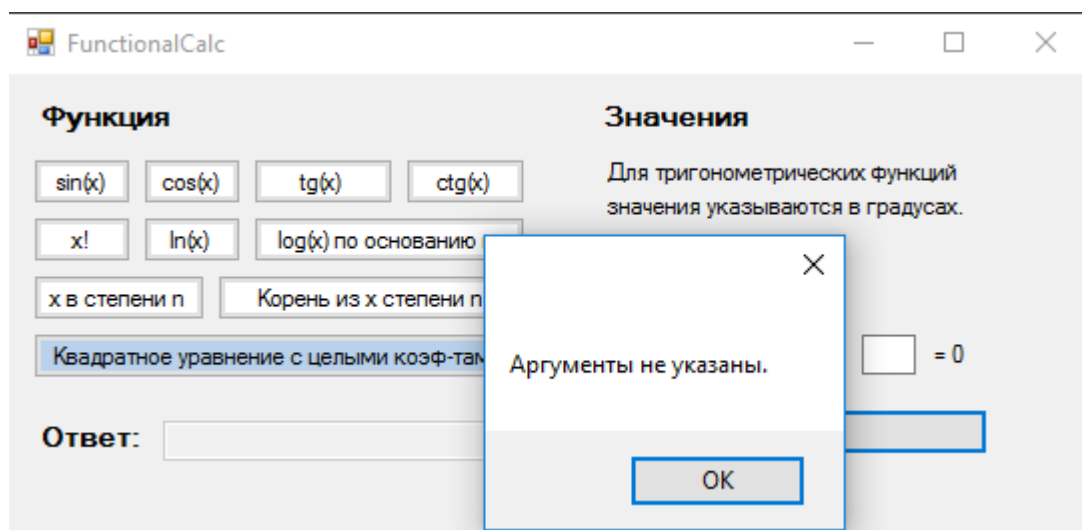 FunctionalCalc
Функция
Значения
sin(x) cos(x) tg(x) ctg(x)
Для тригонометрических функций
значения указываются в градусах.
x! ln(x) log(x) по основанию
x в степени n Корень из x степени n
Квадратное уравнение с целыми коэф-там
= 0
Ответ:
Аргументы не указаны.
OK